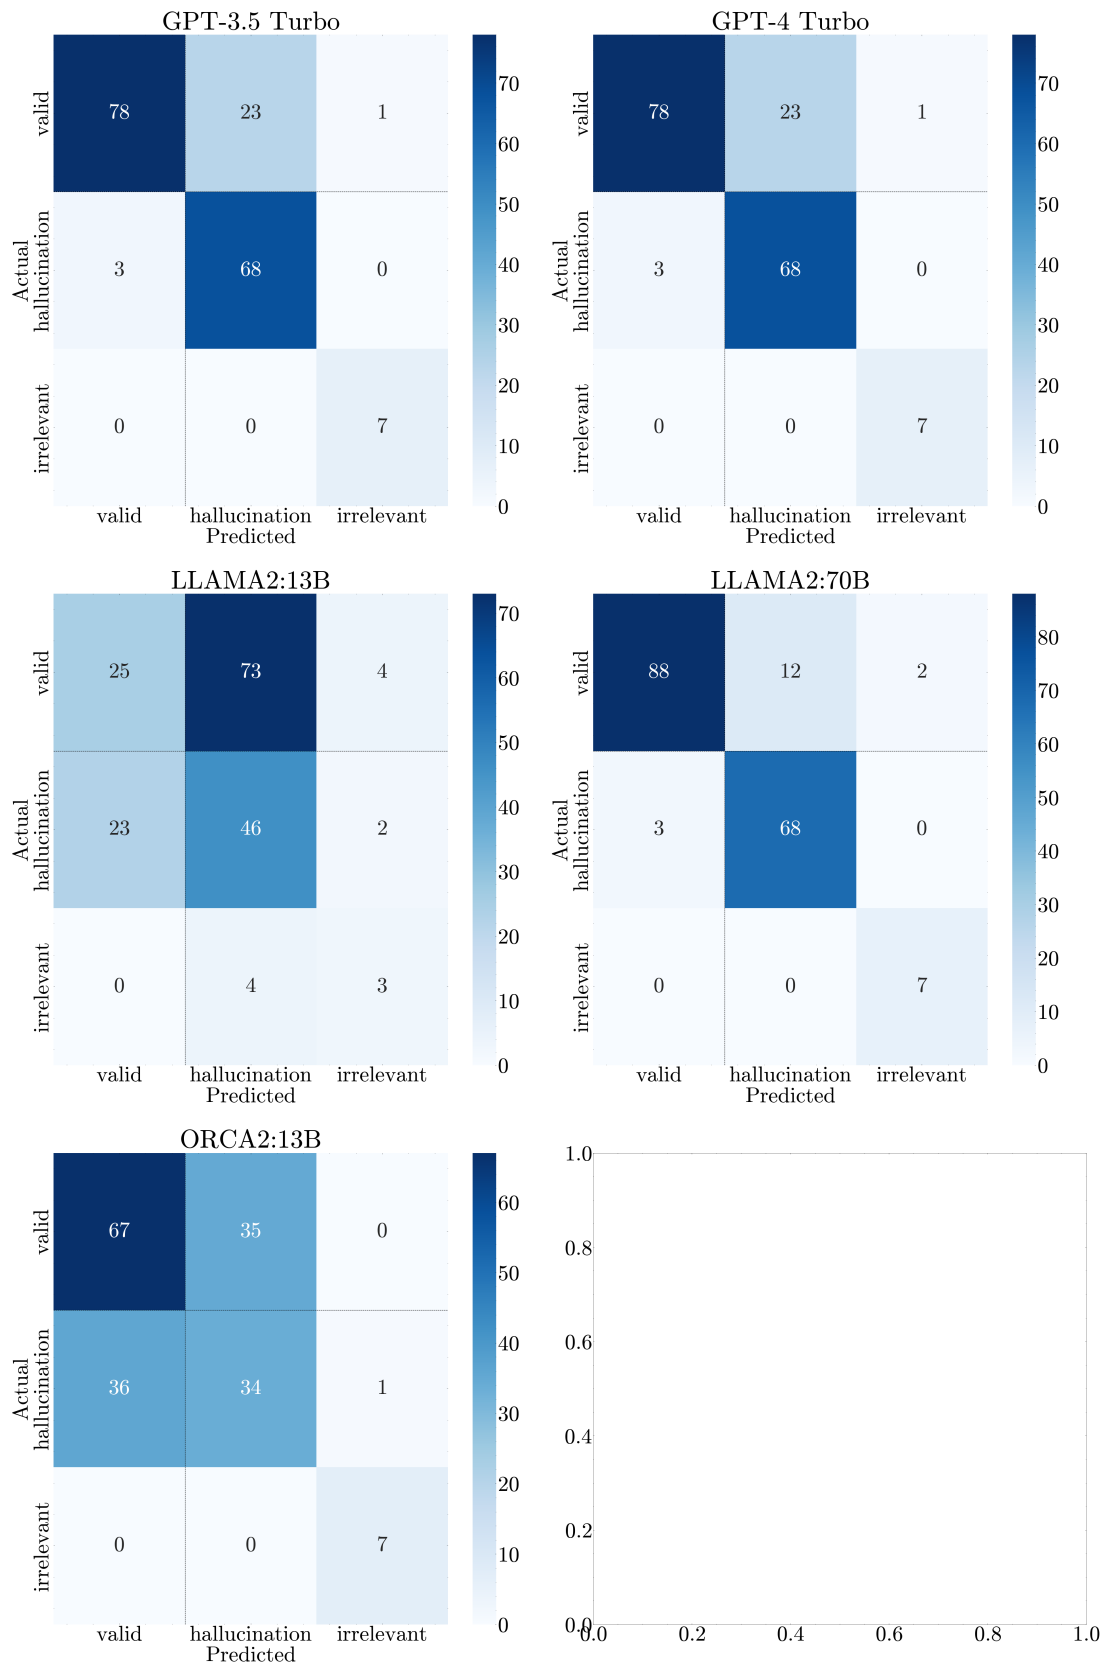 GPT-3.5 Turbo
valid
78 23 1
Actual
hallucination
3 68 0
irrelevant
0 0 7
valid hallucination irrelevant
Predicted
70
60
50
40
30
20
10
0
GPT-4 Turbo
valid
78 23 1
Actual
hallucination
3 68 0
irrelevant
0 0 7
valid hallucination irrelevant
Predicted
70
60
50
40
30
20
10
0
LLAMA2:13B
valid
25 73 4
Actual
hallucination
23 46 2
irrelevant
0 4 3
valid hallucination irrelevant
Predicted
70
60
50
40
30
20
10
0
LLAMA2:70B
valid
88 12 2
Actual
hallucination
3 68 0
irrelevant
0 0 7
valid hallucination irrelevant
Predicted
80
70
60
50
40
30
20
10
0
ORCA2:13B
valid
67 35 0
Actual
hallucination
36 34 1
irrelevant
0 0 7
valid hallucination irrelevant
Predicted
60
50
40
30
20
10
0
1.0
0.8
0.6
0.4
0.2
0.0
0.0 0.2 0.4 0.6 0.8 1.0